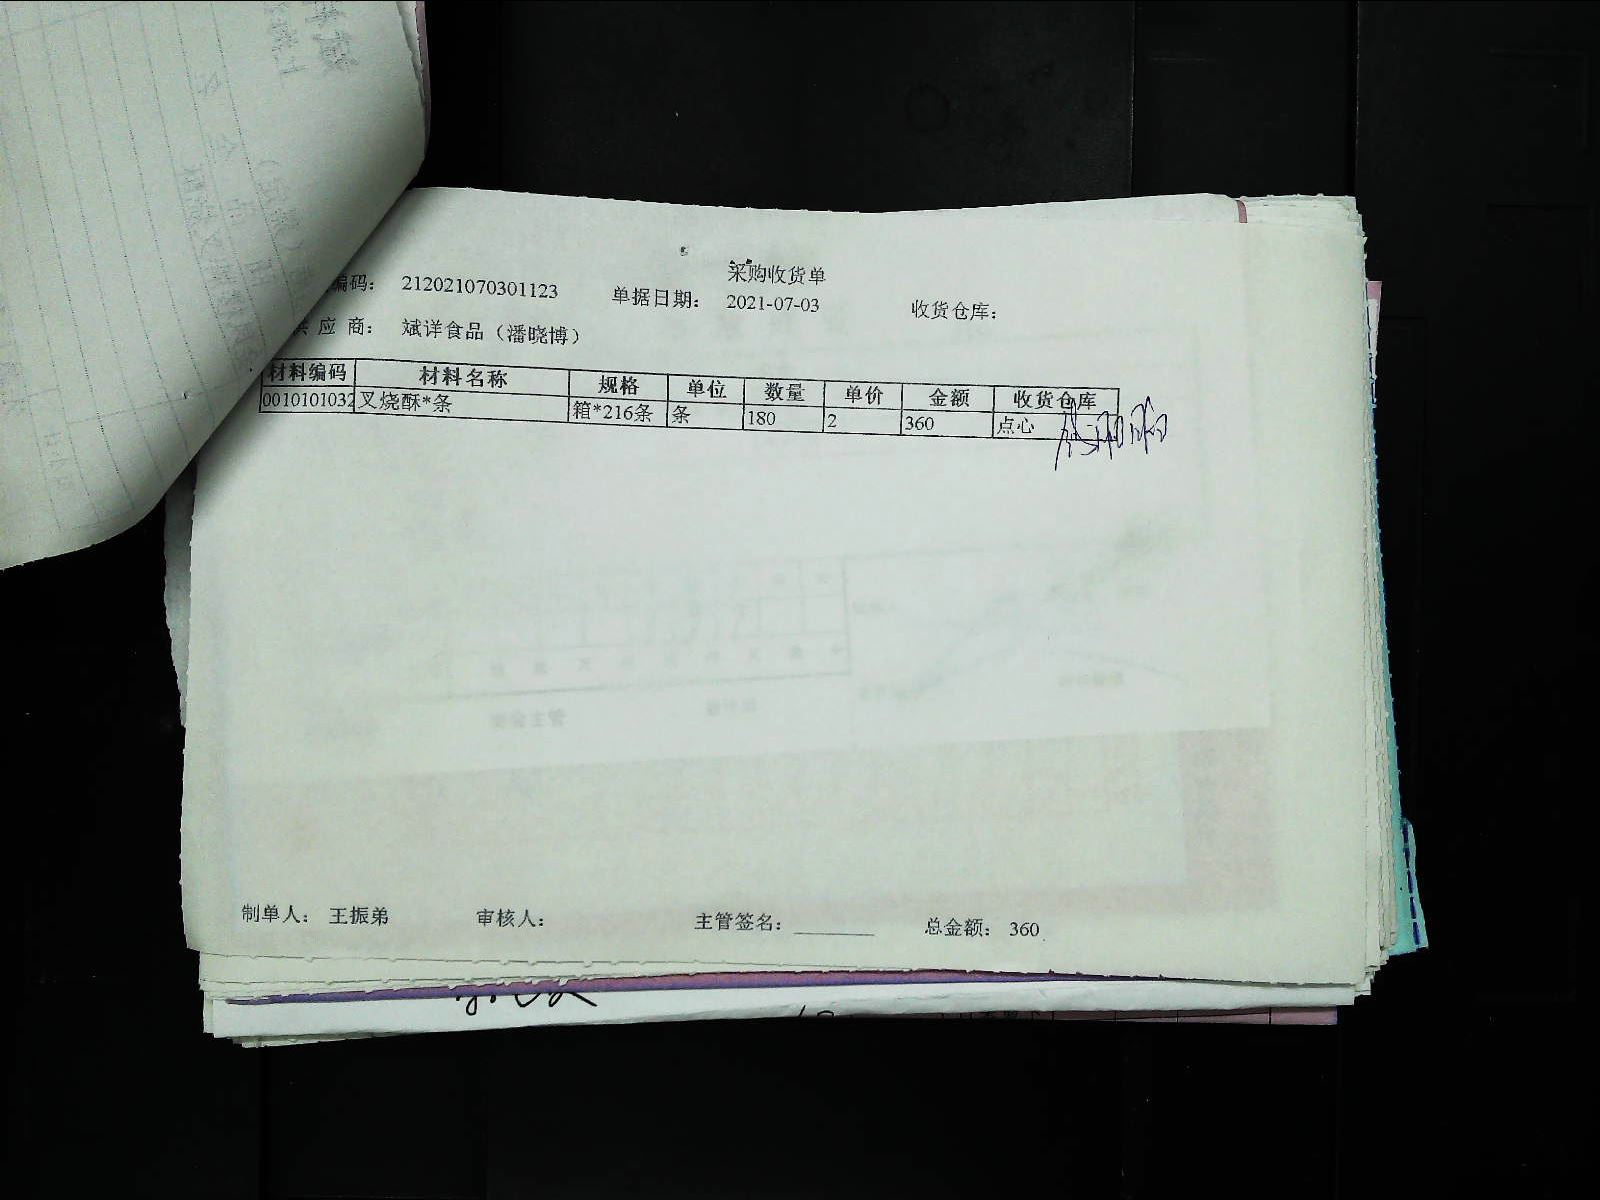 采购收货单
编码： 212021070301123 单据日期： 2021-07-03 收货仓库：
供 应 商： 斌详食品（潘晓博）
材料编码 材料名称 规格 单位 数量 单价 金额 收货仓库
0010101032 叉烧酥*条 箱*216条 条 180 2 360 点心
制单人： 王振弟 审核人： 主管签名： ________ 总金额： 360